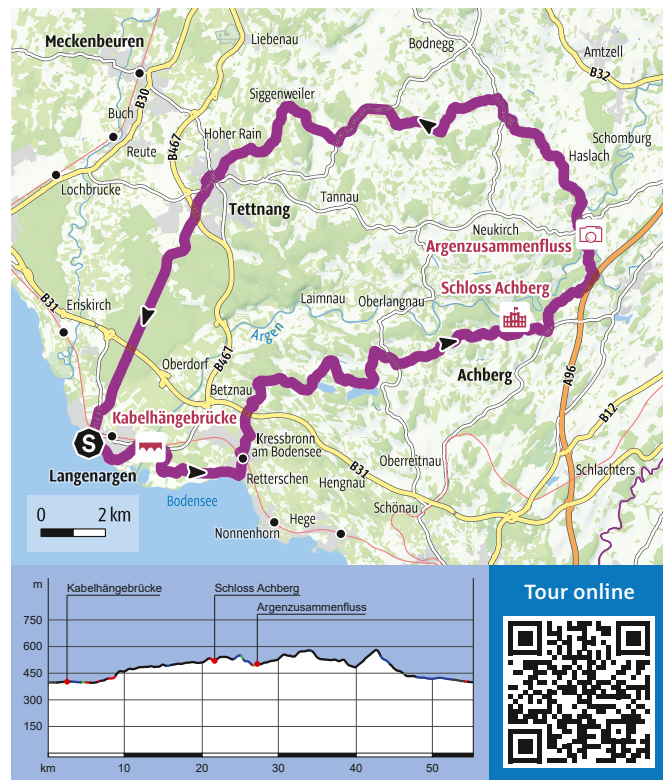 Meckenbeuren
Liebenau
Bodnegg
Amtzell
B32
B30
Siggenweiler
Buch
Hoher Rain
Schomburg
Reute
B467
Haslach
Lochbrücke
Tannau
Tettnang
Neukirch
Argenzusammenfluss
Schloss Achberg
B31
Eriskirch
Laimnau
Oberlangnau
Argen
Oberdorf
B467
Achberg
A96
Betznau
Kabelhängebrücke
B12
S
Kressbronn
am Bodensee
Oberreitnau
B31
Schlachters
Langenargen
Retterschen
Hengnau
Bodensee
Schönau
0 2 km
Hege
Nonnenhorn
m
Kabelhängebrücke
Schloss Achberg
Argenzusammenfluss
750
600
450
300
150
km 10 20 30 40 50
Tour online